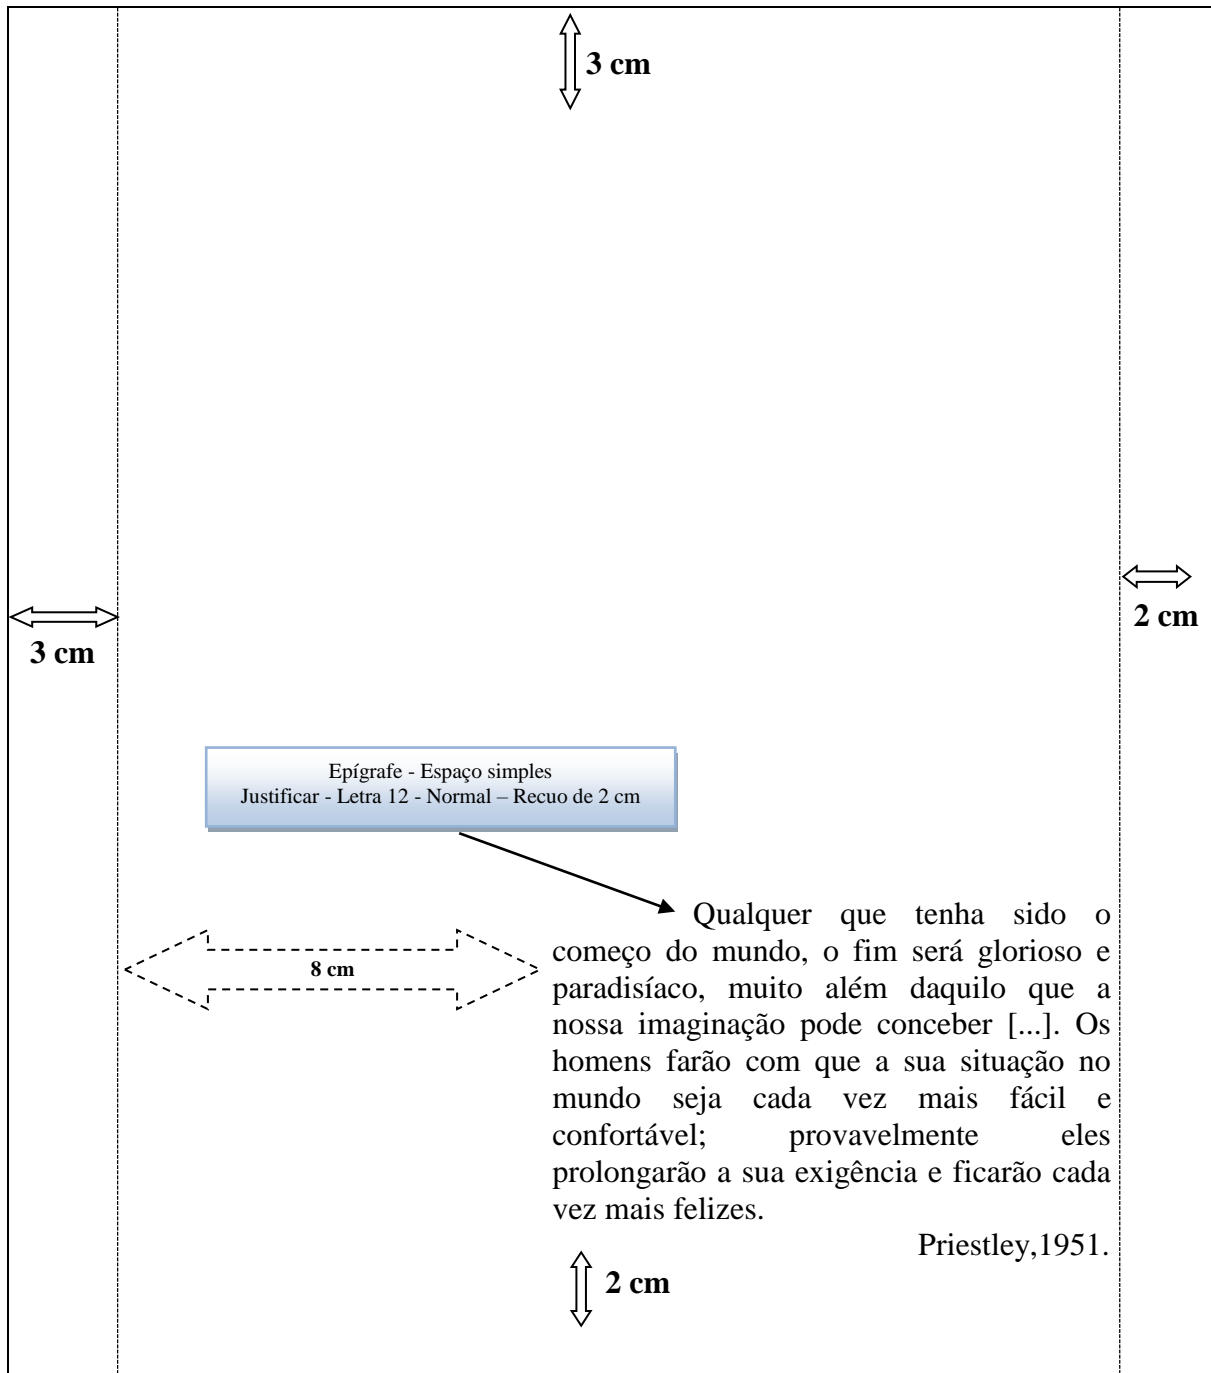 3 cm
2 cm
3 cm
Epígrafe - Espaço simples
Justificar - Letra 12 - Normal – Recuo de 2 cm
Qualquer que tenha sido o
começo do mundo, o fim será glorioso e
8 cm
paradisíaco, muito além daquilo que a
nossa imaginação pode conceber [...]. Os
homens farão com que a sua situação no
mundo seja cada vez mais fácil e
confortável; provavelmente eles
prolongarão a sua exigência e ficarão cada
vez mais felizes.
Priestley,1951.
2 cm